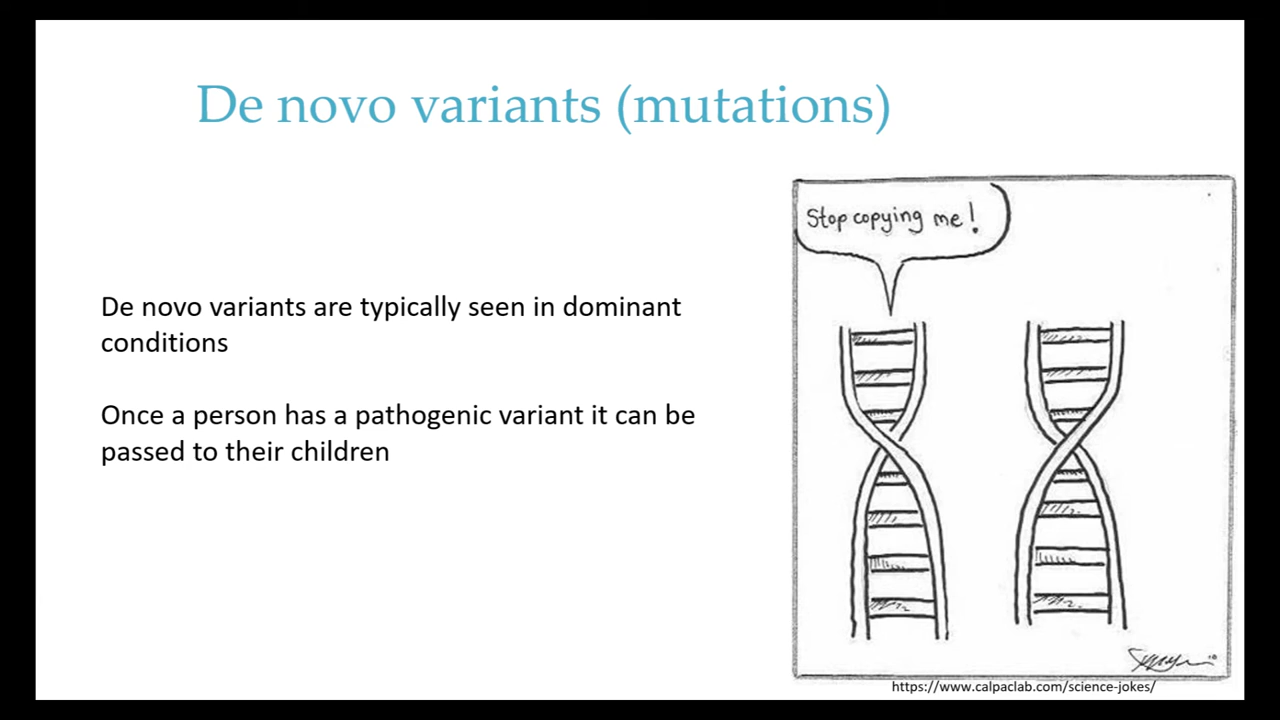 De novo variants (mutations)
Stop copying me!
De novo variants are typically seen in dominant
conditions
Once a person has a pathogenic variant it can be
passed to their children
https://www.calpaclab.com/science-jokes/